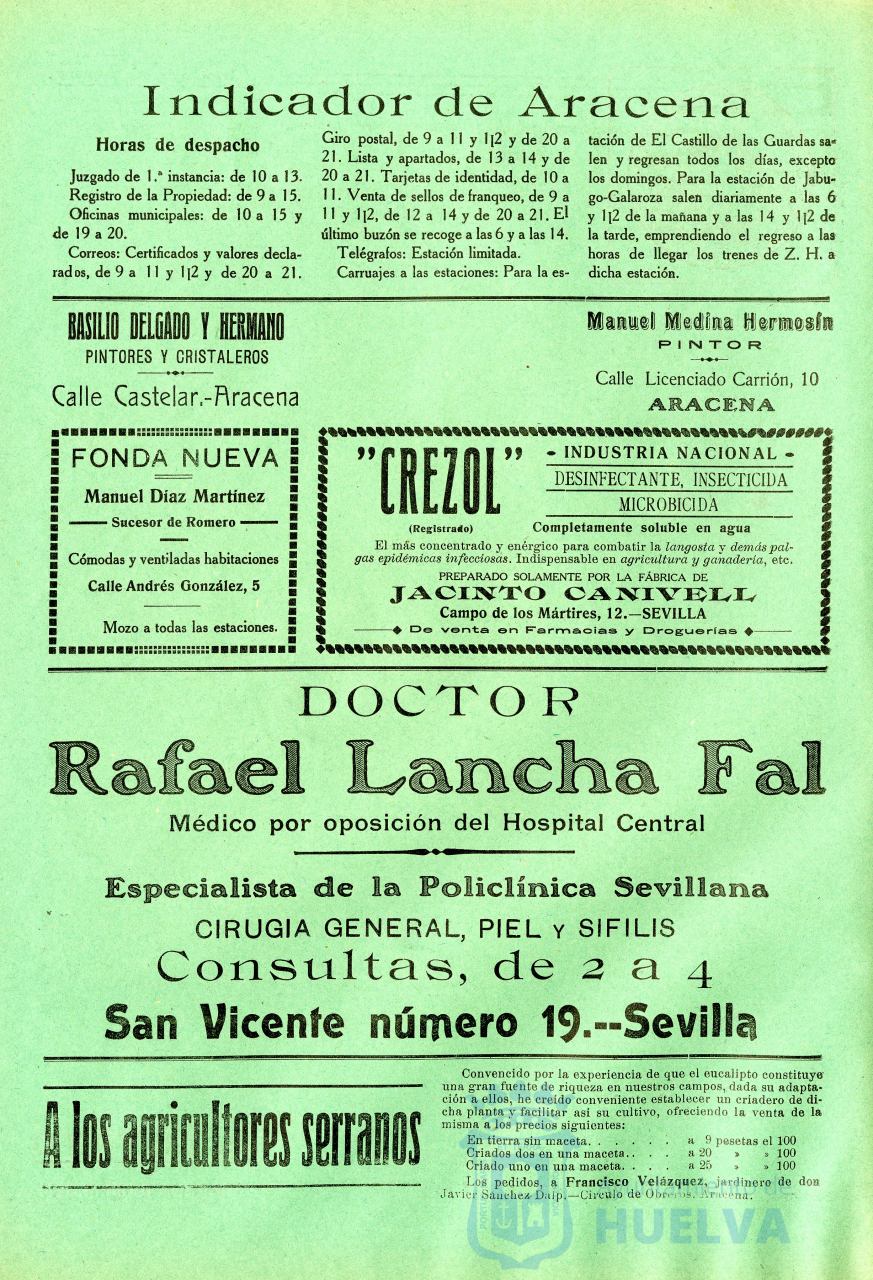 Indicador de Aracena
Horas de despacho
Juzgado de 1.ª instancia: de 10 a 13.
Registro de la Propiedad: de 9 a 15.
Oficinas municipales: de 10 a 15 y
de 19 a 20.
Correos: Certificados y valores decla-
rados, de 9 a 11 y 1|2 y de 20 a 21.
Giro postal, de 9 a 11 y 1|2 y de 20 a
21. Lista y apartados, de 13 a 14 y de
20 a 21. Tarjetas de identidad, de 10 a
11. Venta de sellos de franqueo, de 9 a
11 y 1|2, de 12 a 14 y de 20 a 21. El
último buzón se recoge a las 6 y a las 14.
Telégrafos: Estación limitada.
Carruajes a las estaciones: Para la es-
tación de El Castillo de las Guardas sa-
len y regresan todos los días, excepto
los domingos. Para la estación de Jabu-
go-Galaroza salen diariamente a las 6
y 1|2 de la mañana y a las 14 y 1|2 de
la tarde, emprendiendo el regreso a las
horas de llegar los trenes de Z. H. a
dicha estación.
BASILIO DELGADO Y HERMANO
PINTORES Y CRISTALEROS
Calle Castelar.-Aracena
Manuel Medina Hermosín
PINTOR
Calle Licenciado Carrión, 10
ARACENA
FONDA NUEVA
Manuel Díaz Martínez
Sucesor de Romero
Cómodas y ventiladas habitaciones
Calle Andrés González, 5
Mozo a todas las estaciones.
"CREZOL"
(Registrado)
- INDUSTRIA NACIONAL -
DESINFECTANTE, INSECTICIDA
MICROBICIDA
Completamente soluble en agua
El más concentrado y enérgico para combatir la langosta y demás pal-
gas epidémicas infecciosas. Indispensable en agricultura y ganadería, etc.
PREPARADO SOLAMENTE POR LA FÁBRICA DE
JACINTO CANIVELL
Campo de los Mártires, 12.—SEVILLA
De venta en Farmacias y Droguerías
DOCTOR
Rafael Lancha Fal
Médico por oposición del Hospital Central
Especialista de la Policlínica Sevillana
CIRUGIA GENERAL, PIEL Y SIFILIS
Consultas, de 2 a 4
San Vicente número 19.--Sevilla
A los agricultores serranos
Convencido por la experiencia de que el eucalipto constituye
una gran fuente de riqueza en nuestros campos, dada su adapta-
ción a ellos, he creído conveniente establecer un criadero de di-
cha planta y facilitar así su cultivo, ofreciendo la venta de la
misma a los precios siguientes:
En tierra sin maceta. . . . . . a 9 pesetas el 100
Criados dos en una maceta. . . . a 20 » » 100
Criado uno en una maceta. . . . a 25 » » 100
Los pedidos, a Francisco Velázquez, jardinero de don
Javier Sánchez Dalp.—Círculo de Obreros. Aracena.
HUELVA